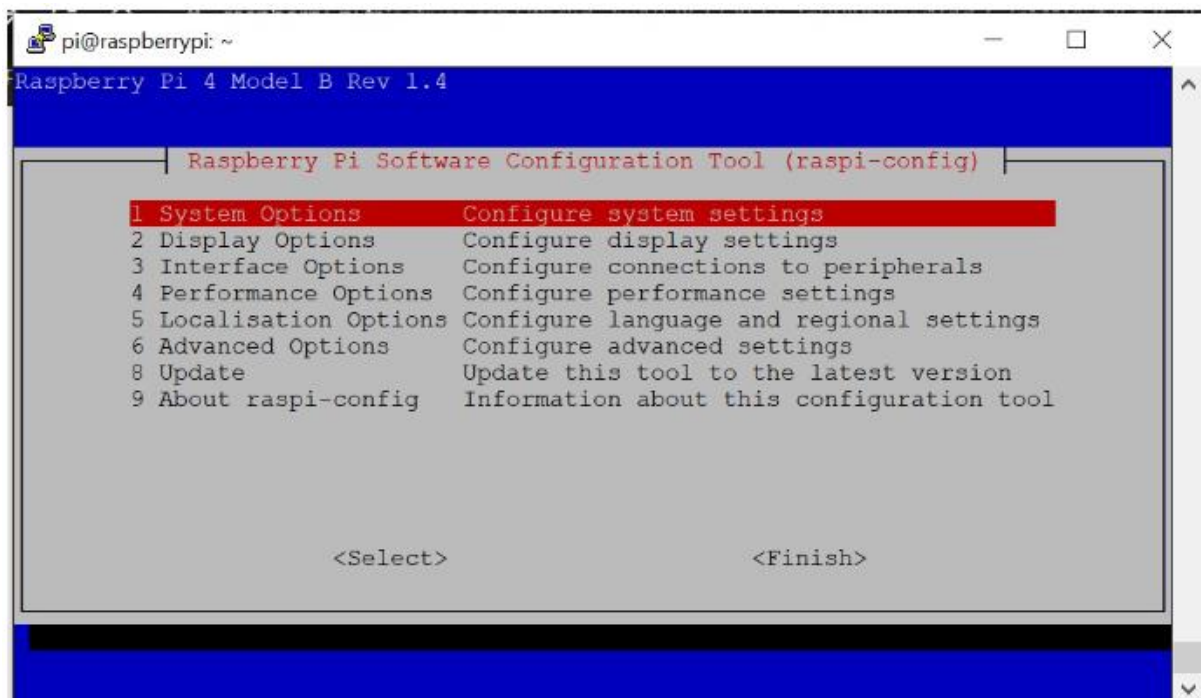 pi@raspberrypi: ~
Raspberry Pi 4 Model B Rev 1.4
Raspberry Pi Software Configuration Tool (raspi-config)
1 System Options Configure system settings
2 Display Options Configure display settings
3 Interface Options Configure connections to peripherals
4 Performance Options Configure performance settings
5 Localisation Options Configure language and regional settings
6 Advanced Options Configure advanced settings
8 Update Update this tool to the latest version
9 About raspi-config Information about this configuration tool
<Select> <Finish>